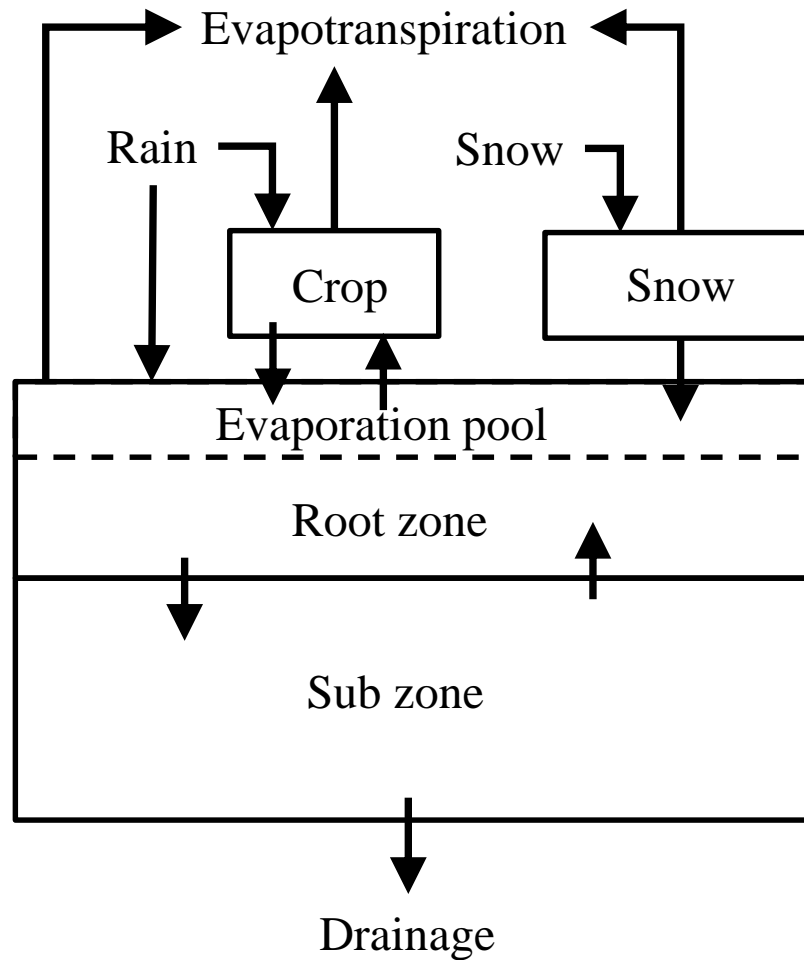 Evapotranspiration
Rain
Snow
Crop
Snow
Evaporation pool
Root zone
Sub zone
Drainage